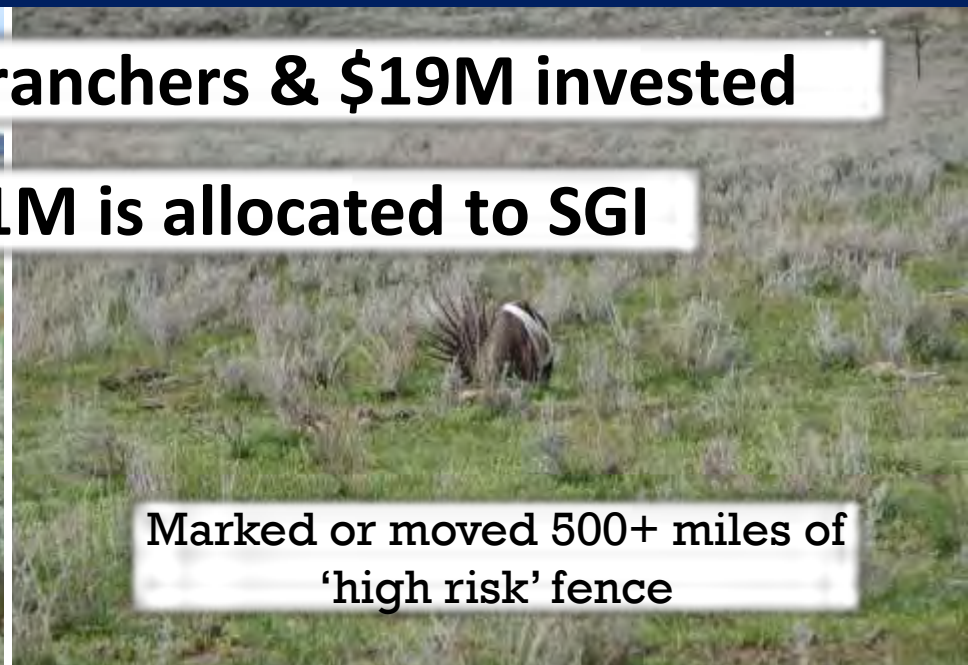 ranchers & $19M invested
1M is allocated to SGI
Marked or moved 500+ miles of
‘high risk’ fence